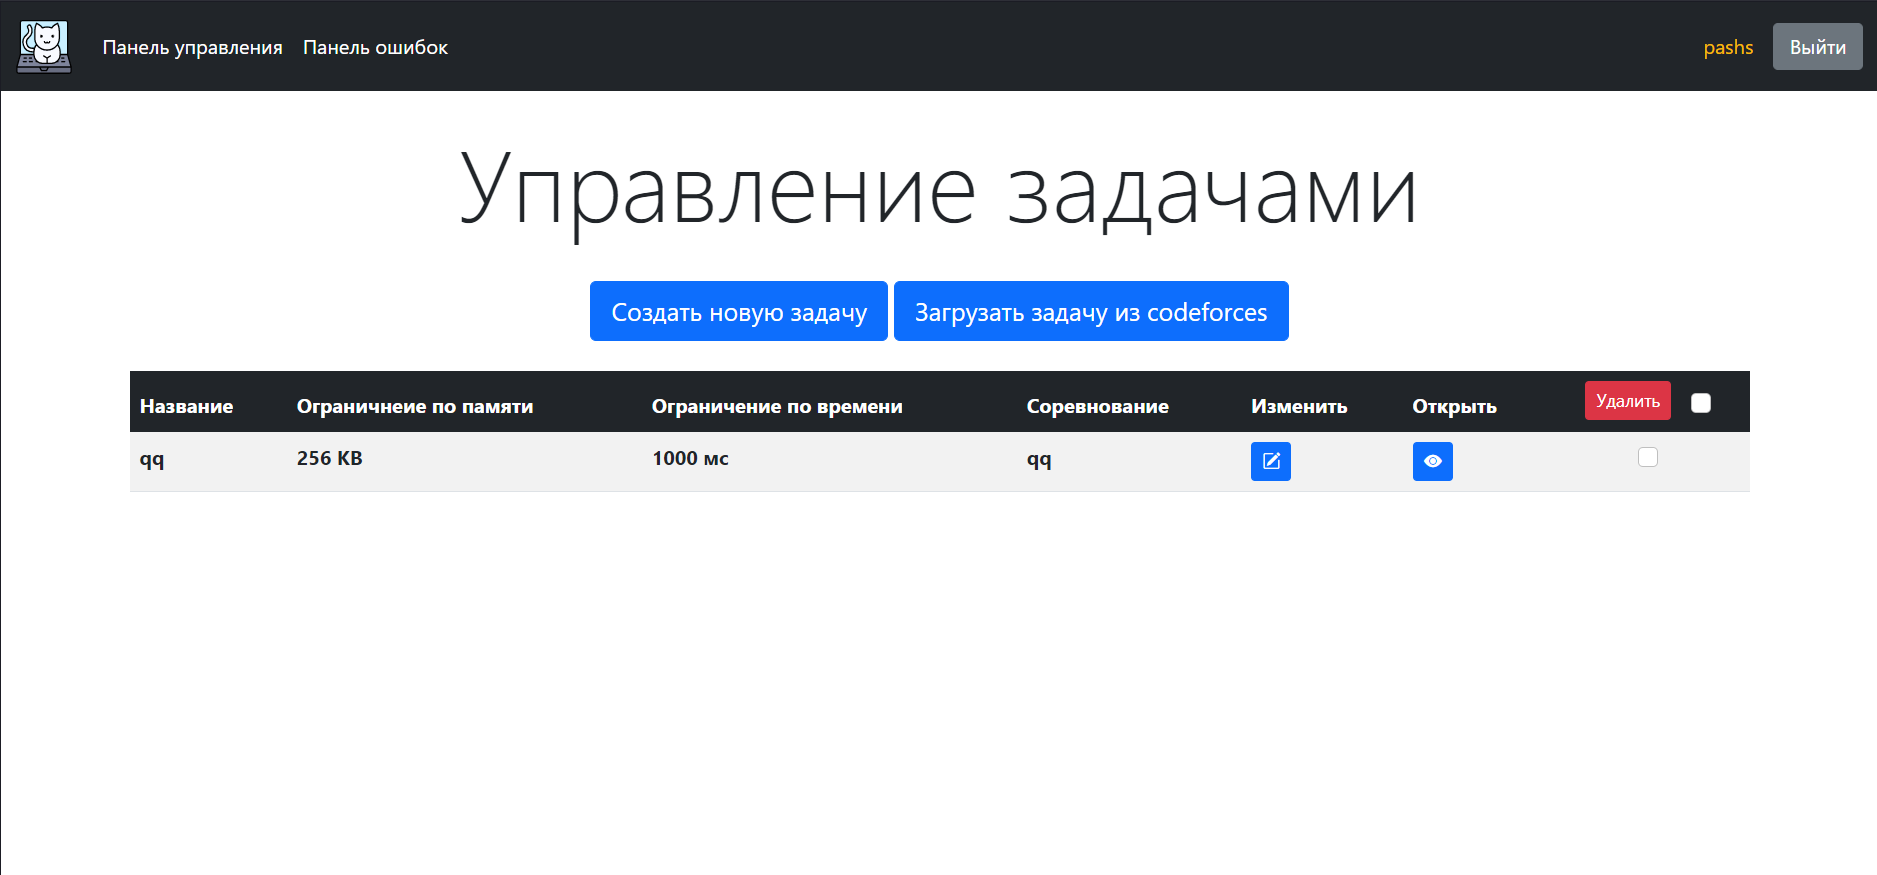 Панель управления Панель ошибок pashs Выйти
Управление задачами
Создать новую задачу Загрузать задачу из codeforces
Название Ограничнеие по памяти Ограничение по времени Соревнование Изменить Открыть Удалить
qq 256 KB 1000 мс qq